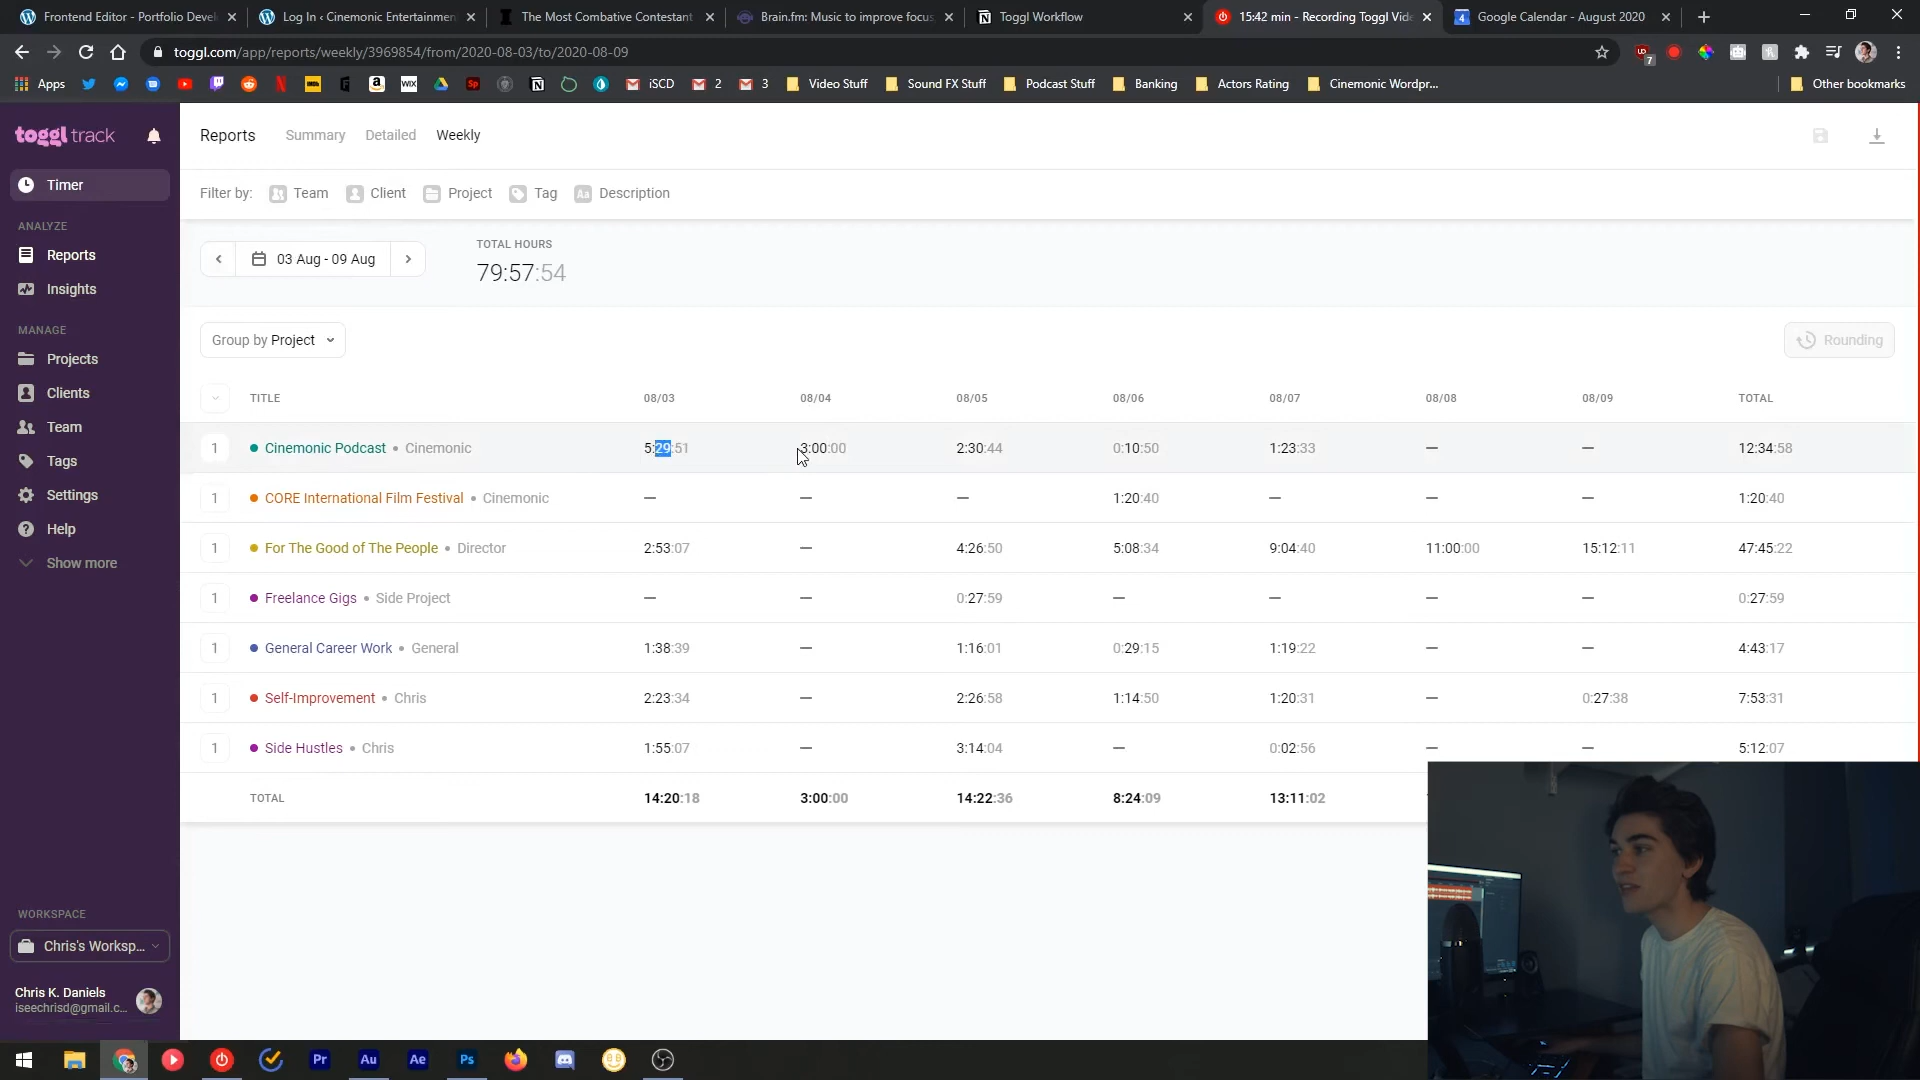 Frontend Editor - Portfolio Devel
Log In ‹ Cinemonic Entertainmen
The Most Combative Contestant
Brain.fm: Music to improve focus,
Toggl Workflow
15:42 min - Recording Toggl Vide
Google Calendar - August 2020
toggl.com/app/reports/weekly/3969854/from/2020-08-03/to/2020-08-09
7
Apps
iSCD
2
3
Video Stuff
Sound FX Stuff
Podcast Stuff
Banking
Actors Rating
Cinemonic Wordpr...
Other bookmarks
toggl track
Timer
ANALYZE
Reports
Insights
MANAGE
Projects
Clients
Team
Tags
Settings
Help
Show more
WORKSPACE
Chris's Worksp...
Chris K. Daniels
iseechrisd@gmail.c...
Reports Summary Detailed Weekly
Filter by: Team Client Project Tag Description
03 Aug - 09 Aug
TOTAL HOURS
79:57:54
Group by Project
Rounding
TITLE 08/03 08/04 08/05 08/06 08/07 08/08 08/09 TOTAL
1 Cinemonic Podcast • Cinemonic 5:29:51 3:00:00 2:30:44 0:10:50 1:23:33 — — 12:34:58
1 CORE International Film Festival • Cinemonic — — — 1:20:40 — — — 1:20:40
1 For The Good of The People • Director 2:53:07 — 4:26:50 5:08:34 9:04:40 11:00:00 15:12:11 47:45:22
1 Freelance Gigs • Side Project — — 0:27:59 — — — — 0:27:59
1 General Career Work • General 1:38:39 — 1:16:01 0:29:15 1:19:22 — — 4:43:17
1 Self-Improvement • Chris 2:23:34 — 2:26:58 1:14:50 1:20:31 — 0:27:38 7:53:31
1 Side Hustles • Chris 1:55:07 — 3:14:04 — 0:02:56 — — 5:12:07
TOTAL 14:20:18 3:00:00 14:22:36 8:24:09 13:11:02
Pr
Au
Ae
Ps